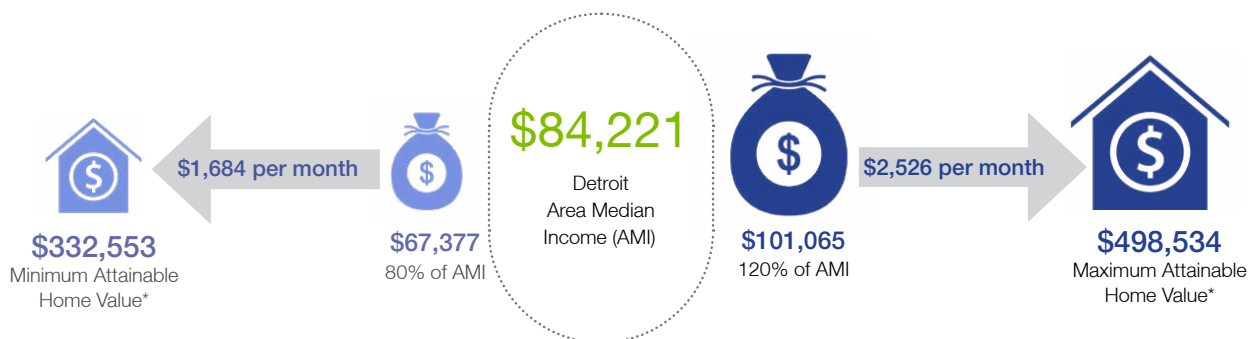 $1,684 per month
$332,553
Minimum Attainable
Home Value*
$
$
$67,377
80% of AMI
$84,221
Detroit
Area Median
Income (AMI)
$
$101,065
120% of AMI
$2,526 per month
$
$498,534
Maximum Attainable
Home Value*